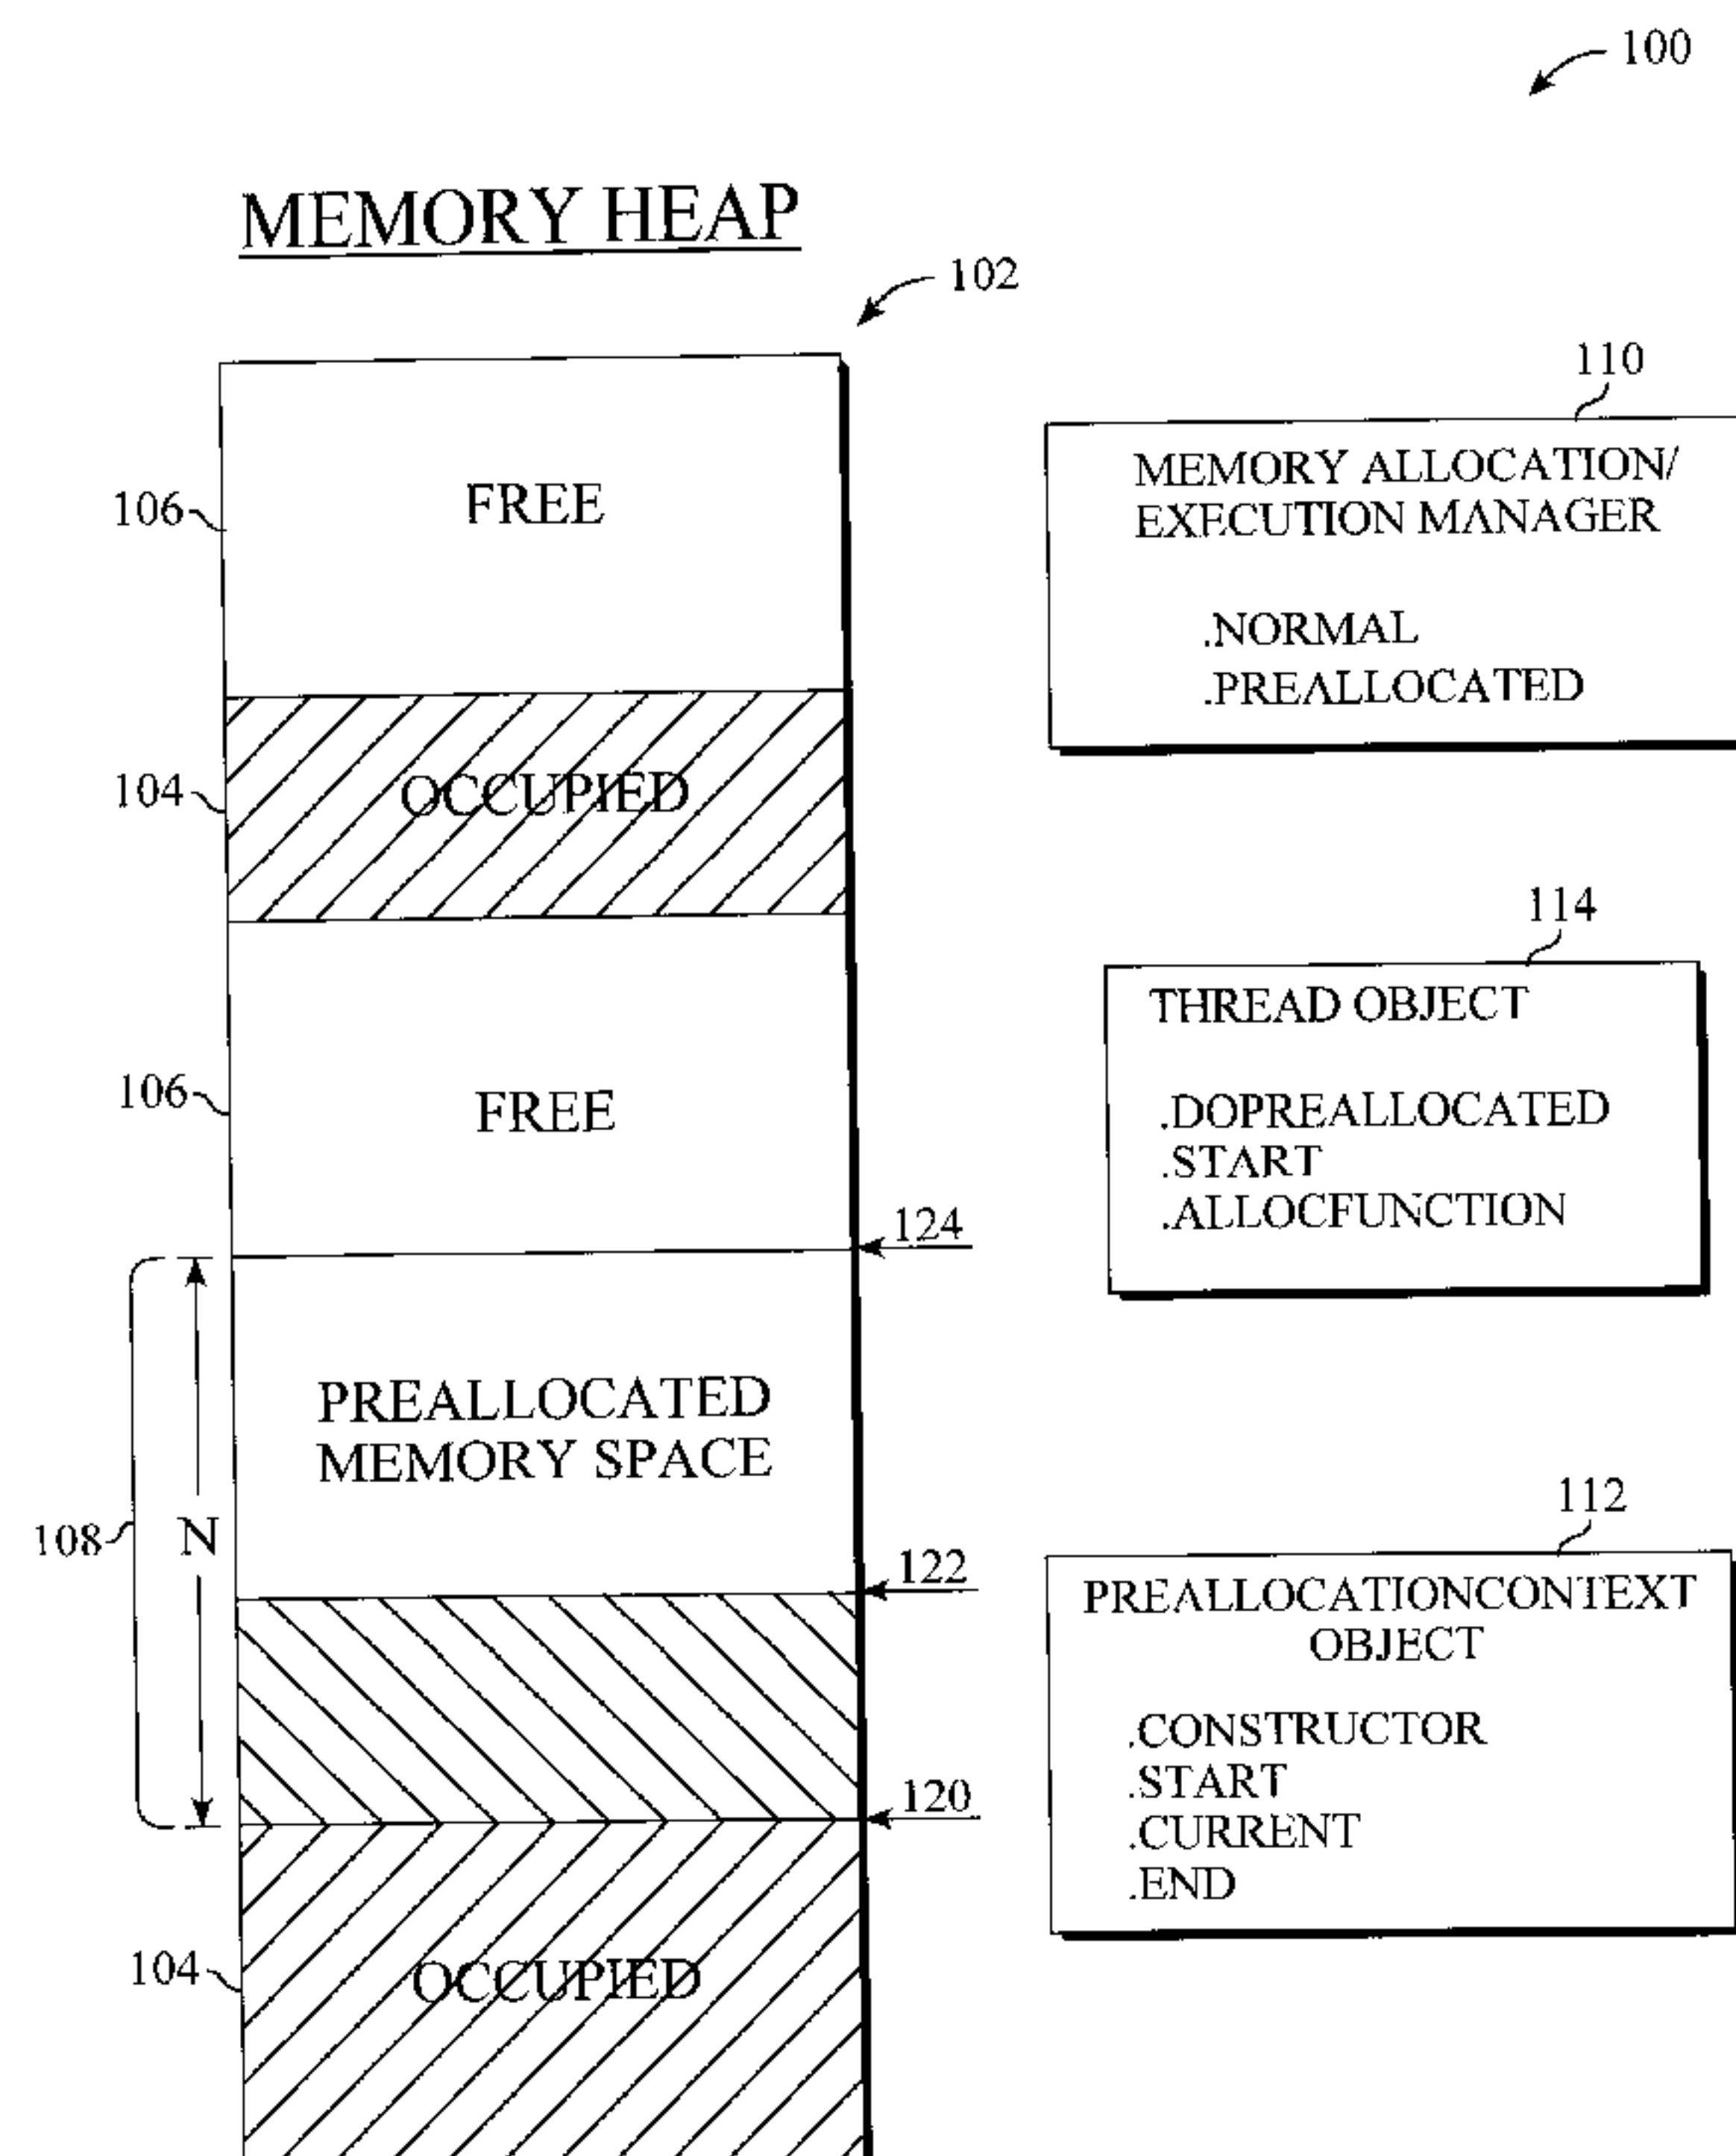 100
MEMORY HEAP
102
106
FREE
104
OCCUPIED
106
FREE
124
PREALLOCATED
MEMORY SPACE
108
N
122
120
104
OCCUPIED
110
MEMORY ALLOCATION/
EXECUTION MANAGER
.NORMAL
.PREALLOCATED
114
THREAD OBJECT
.DOPREALLOCATED
.START
.ALLOCFUNCTION
112
PREALLOCATIONCONTEXT
OBJECT
.CONSTRUCTOR
.START
.CURRENT
.END